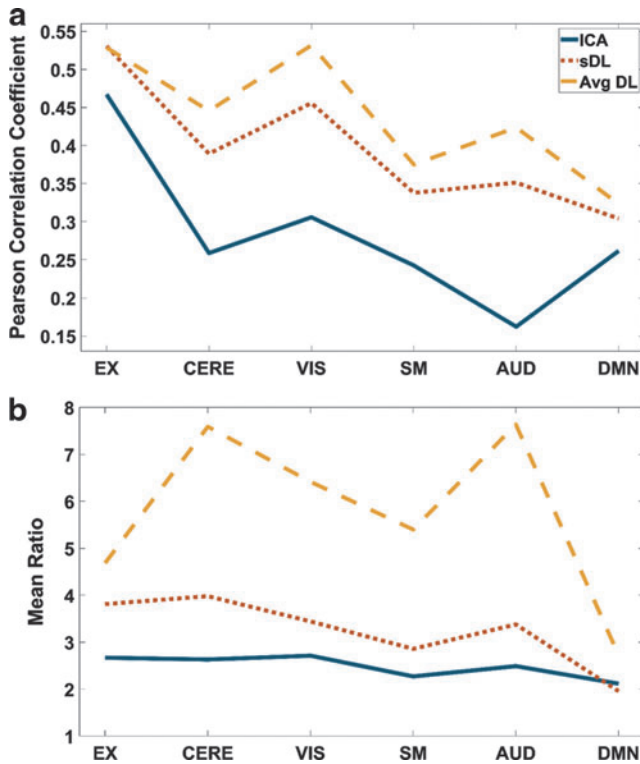 a
Pearson Correlation Coefficient
0.55
0.5
0.45
0.4
0.35
0.3
0.25
0.2
0.15
ICA
sDL
Avg DL
EX CERE VIS SM AUD DMN
b
Mean Ratio
8
7
6
5
4
3
2
1
EX CERE VIS SM AUD DMN